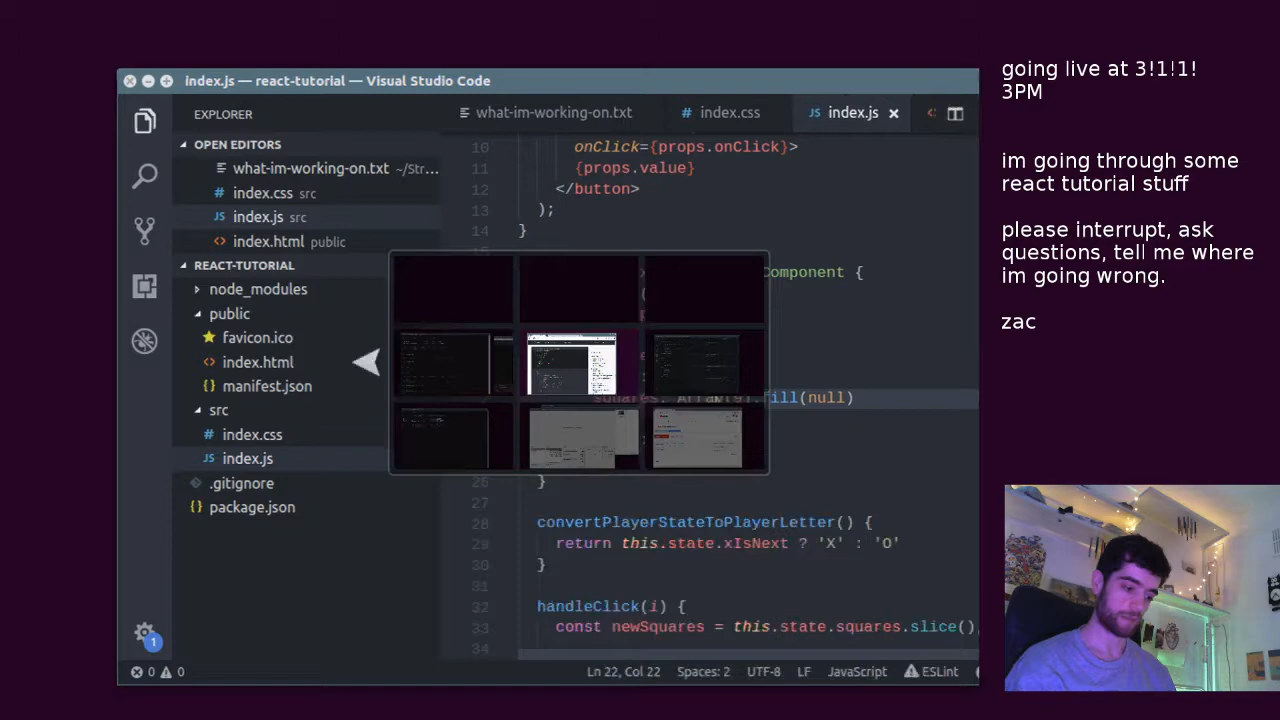 index.js — react-tutorial — Visual Studio Code
EXPLORER
OPEN EDITORS
what-im-working-on.txt ~/Str...
index.css src
JS index.js src
index.html public
REACT-TUTORIAL
node_modules
public
favicon.ico
index.html
manifest.json
src
index.css
JS index.js
.gitignore
package.json
1
what-im-working-on.txt
# index.css
JS index.js
10 onClick={props.onClick}>
11 {props.value}
12 </button>
13 );
14 }
Component {
squares: Array(9).fill(null)
26 }
27
28 convertPlayerStateToPlayerLetter() {
29 return this.state.xIsNext ? 'X' : 'O'
30 }
31
32 handleClick(i) {
33 const newSquares = this.state.squares.slice();
34
0 0
Ln 22, Col 22 Spaces: 2 UTF-8 LF JavaScript ESLint
going live at 3!1!1!
3PM
im going through some
react tutorial stuff
please interrupt, ask
questions, tell me where
im going wrong.
zac